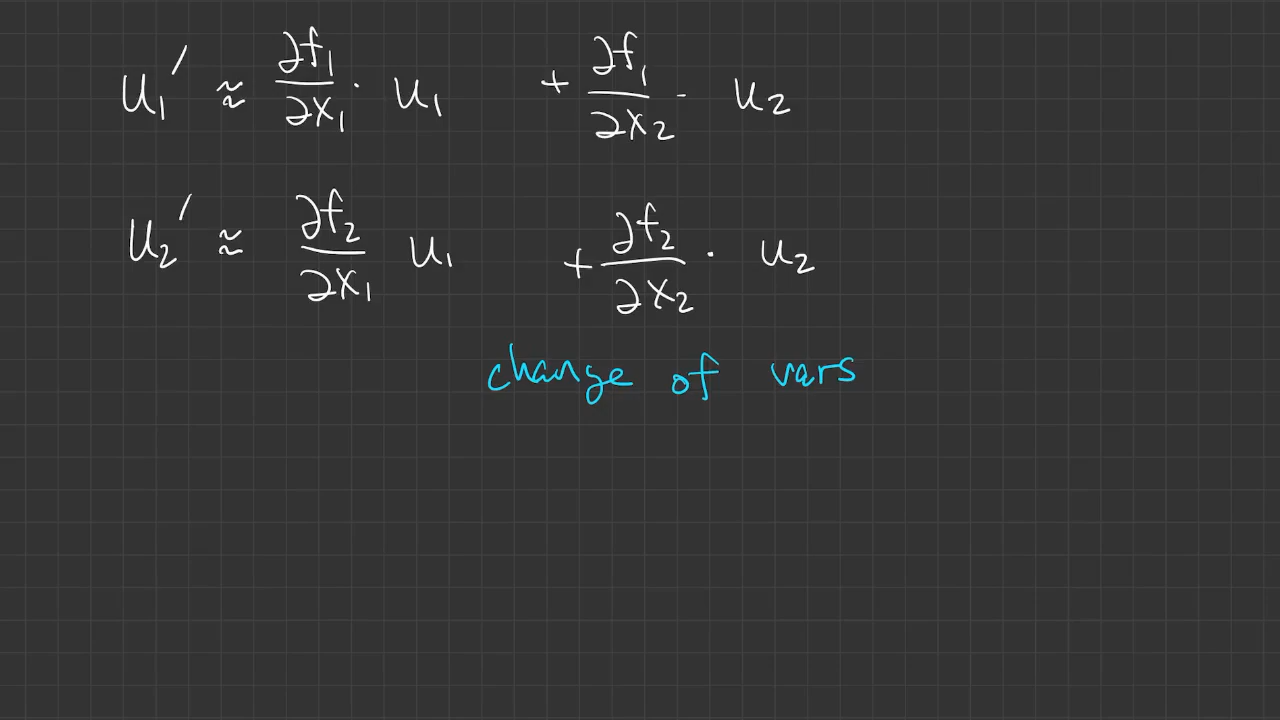 u₁′ ≈ ∂f₁/∂x₁ · u₁ + ∂f₁/∂x₂ · u₂
u₂′ ≈ ∂f₂/∂x₁ u₁ + ∂f₂/∂x₂ · u₂
change of vars